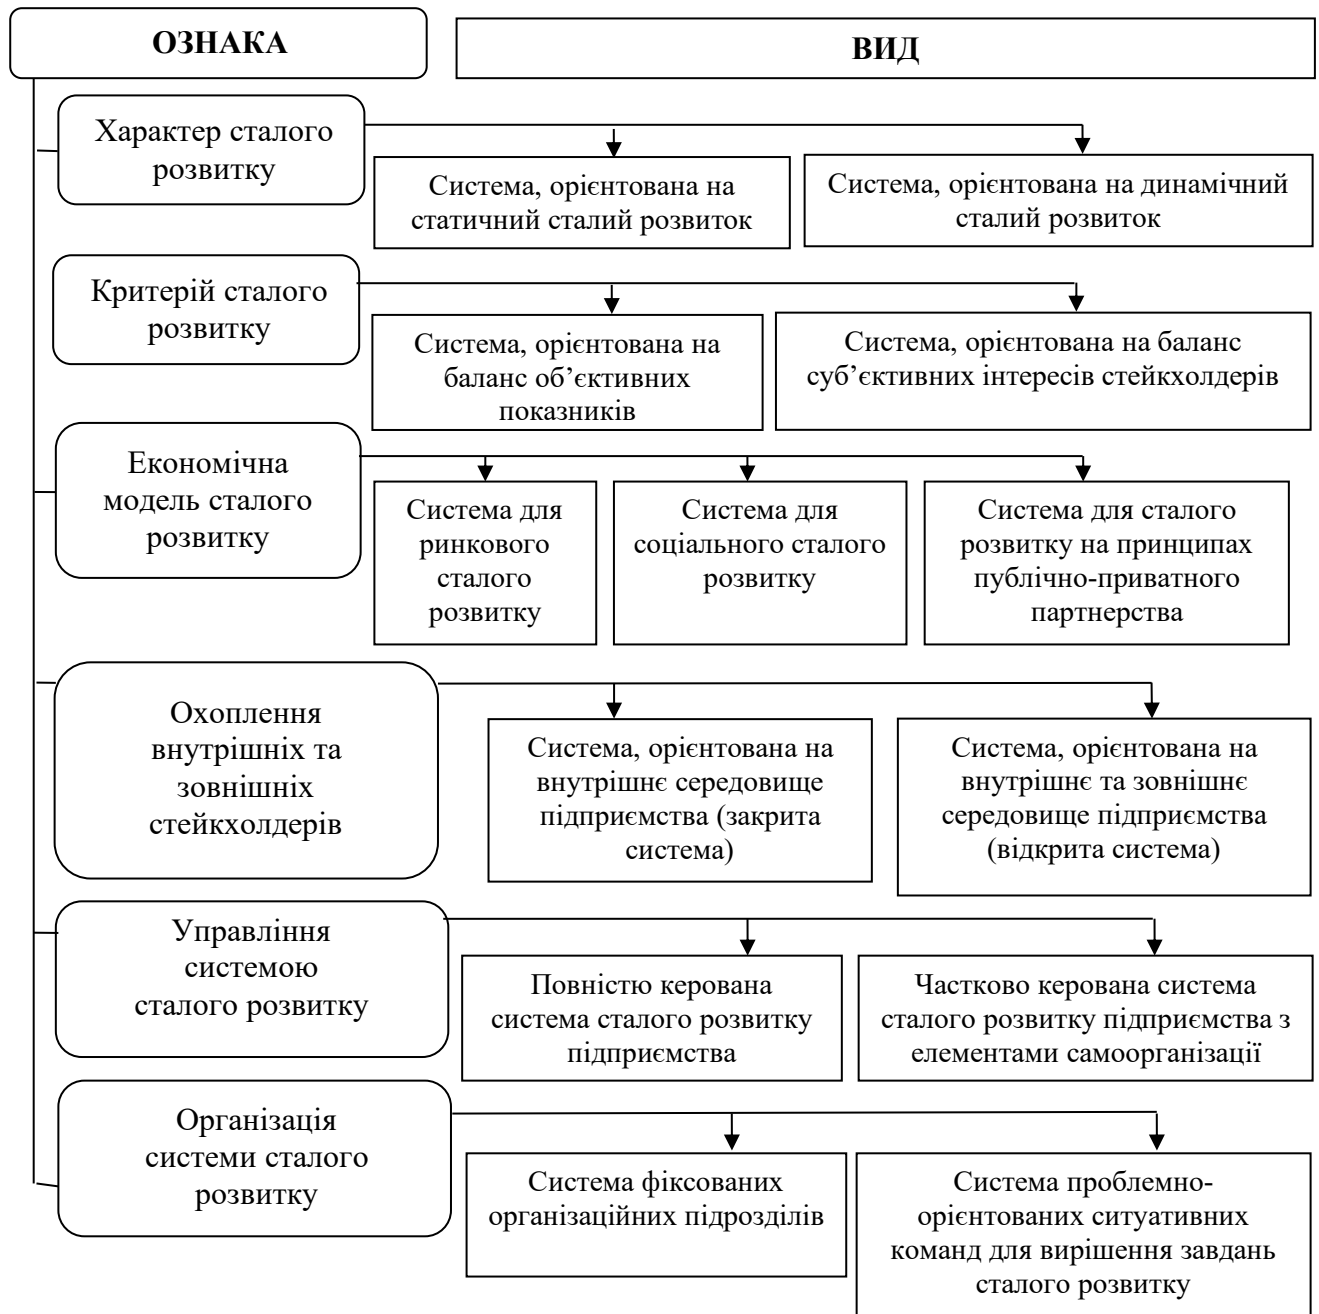 ОЗНАКА
ВИД
Характер сталого
розвитку
Система, орієнтована на
статичний сталий розвиток
Система, орієнтована на динамічний
сталий розвиток
Критерій сталого
розвитку
Система, орієнтована на
баланс об’єктивних
показників
Система, орієнтована на баланс
суб’єктивних інтересів стейкхолдерів
Економічна
модель сталого
розвитку
Система для
ринкового
сталого
розвитку
Система для
соціального сталого
розвитку
Система для сталого
розвитку на принципах
публічно-приватного
партнерства
Охоплення
внутрішніх та
зовнішніх
стейкхолдерів
Система, орієнтована на
внутрішнє середовище
підприємства (закрита
система)
Система, орієнтована на
внутрішнє та зовнішнє
середовище підприємства
(відкрита система)
Управління
системою
сталого розвитку
Повністю керована
система сталого розвитку
підприємства
Частково керована система
сталого розвитку підприємства з
елементами самоорганізації
Організація
системи сталого
розвитку
Система фіксованих
організаційних підрозділів
Система проблемно-
орієнтованих ситуативних
команд для вирішення завдань
сталого розвитку